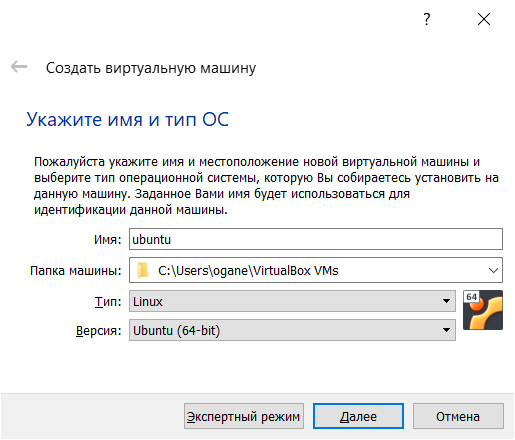 ?
Создать виртуальную машину
Укажите имя и тип ОС
Пожалуйста укажите имя и местоположение новой виртуальной машины и
выберите тип операционной системы, которую Вы собираетесь установить на
данную машину. Заданное Вами имя будет использоваться для
идентификации данной машины.
Имя: ubuntu
Папка машины: C:\Users\ogane\VirtualBox VMs
Тип: Linux
64
Версия: Ubuntu (64-bit)
Экспертный режим Далее Отмена